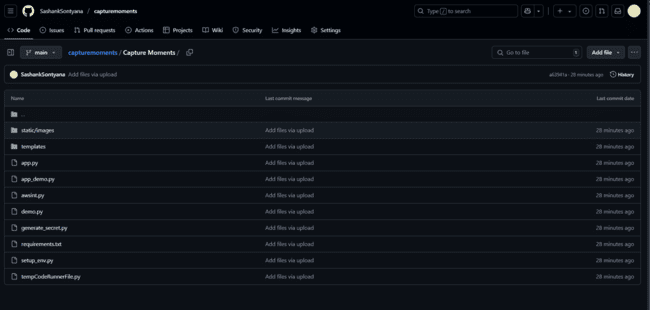 SashankSontyana / capturemoments
Type / to search
Code Issues Pull requests Actions Projects Wiki Security Insights Settings
main capturemoments / Capture Moments /
Go to file t Add file
SashankSontyana Add files via upload
28 minutes ago History
Name Last commit message Last commit date
..
static/images Add files via upload 28 minutes ago
templates Add files via upload 28 minutes ago
app.py Add files via upload 28 minutes ago
app_demo.py Add files via upload 28 minutes ago
awsint.py Add files via upload 28 minutes ago
demo.py Add files via upload 28 minutes ago
generate_secret.py Add files via upload 28 minutes ago
requirements.txt Add files via upload 28 minutes ago
setup_env.py Add files via upload 28 minutes ago
tempCodeRunnerFile.py Add files via upload 28 minutes ago